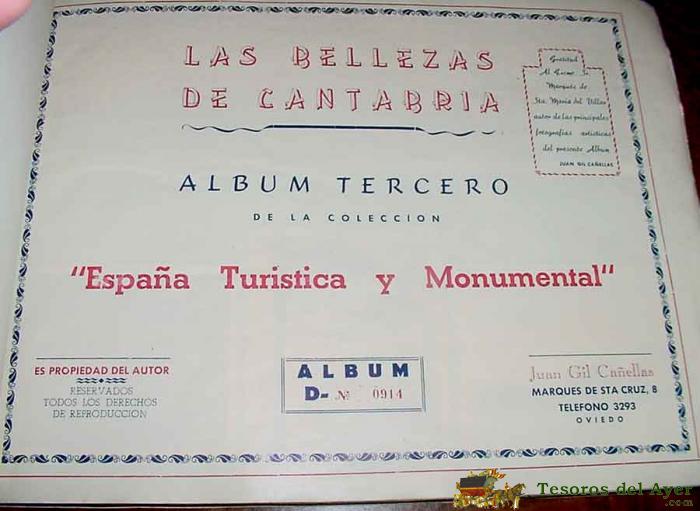 LAS BELLEZAS
DE CANTABRIA
Gratitud
Al Excmo. Sr.
Marqués de
Sta. María del Villar
autor de las principales
fotografías artísticas
del presente Album
JUAN GIL CAÑELLAS
ALBUM TERCERO
DE LA COLECCION
"España Turistica y Monumental"
ES PROPIEDAD DEL AUTOR
RESERVADOS
TODOS LOS DERECHOS
DE REPRODUCCION
ALBUM
D- Nº 0914
Juan Gil Cañellas
MARQUES DE STA CRUZ, 8
TELEFONO 3293
OVIEDO
Tesoros del Ayer
.com